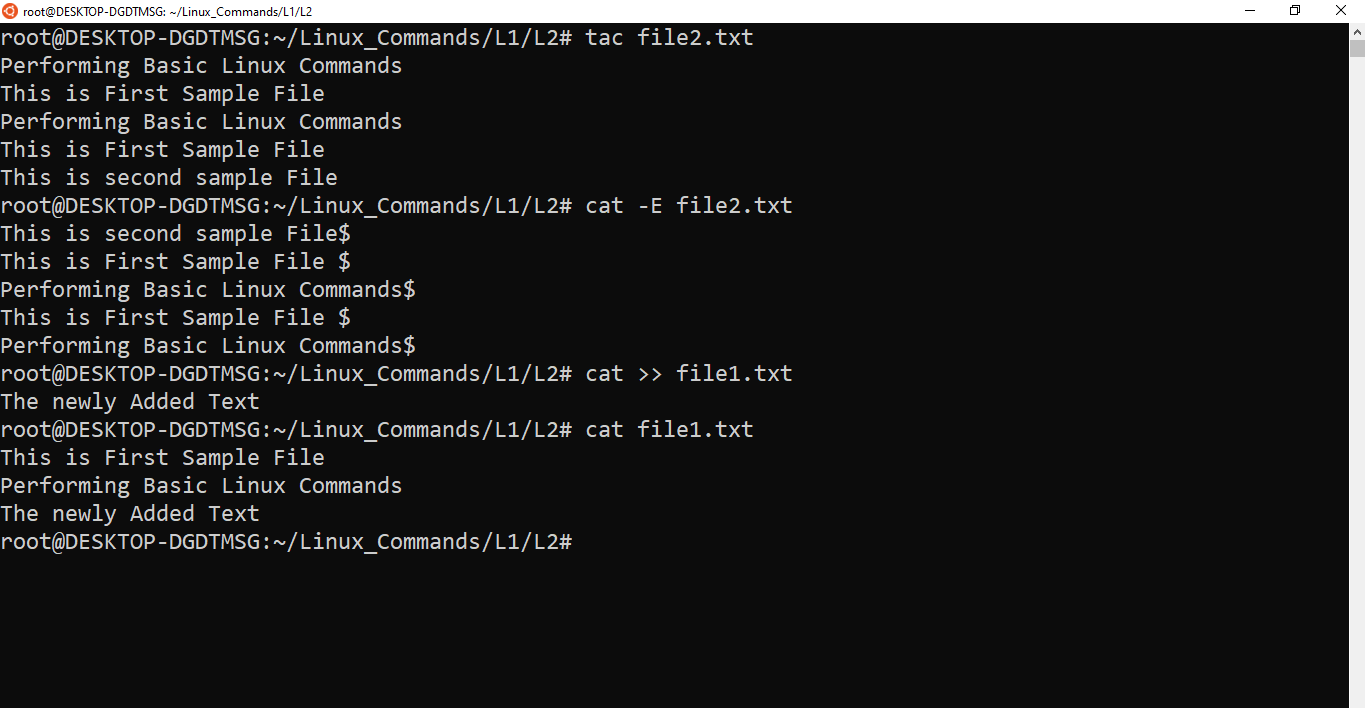 root@DESKTOP-DGDTMSG: ~/Linux_Commands/L1/L2
root@DESKTOP-DGDTMSG:~/Linux_Commands/L1/L2# tac file2.txt
Performing Basic Linux Commands
This is First Sample File
Performing Basic Linux Commands
This is First Sample File
This is second sample File
root@DESKTOP-DGDTMSG:~/Linux_Commands/L1/L2# cat -E file2.txt
This is second sample File$
This is First Sample File $
Performing Basic Linux Commands$
This is First Sample File $
Performing Basic Linux Commands$
root@DESKTOP-DGDTMSG:~/Linux_Commands/L1/L2# cat >> file1.txt
The newly Added Text
root@DESKTOP-DGDTMSG:~/Linux_Commands/L1/L2# cat file1.txt
This is First Sample File
Performing Basic Linux Commands
The newly Added Text
root@DESKTOP-DGDTMSG:~/Linux_Commands/L1/L2#